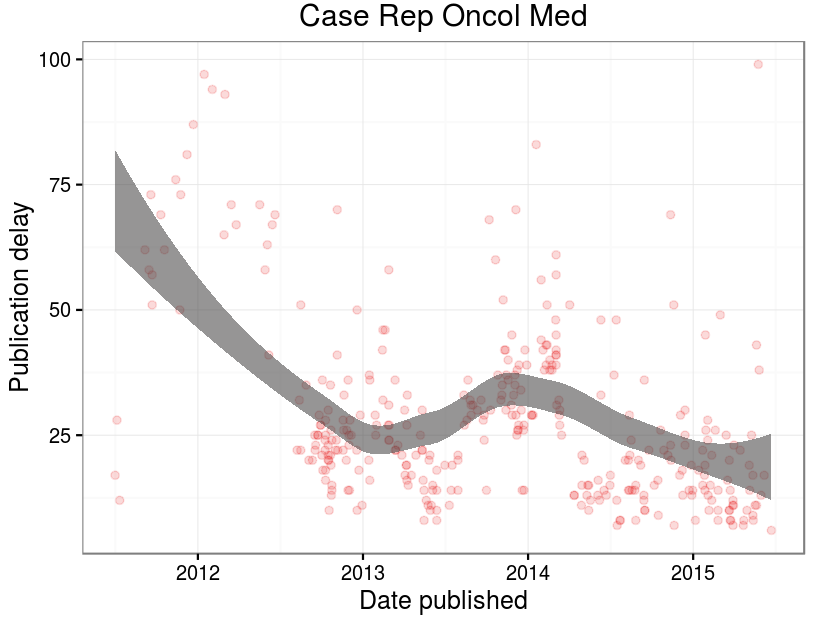 Case Rep Oncol Med
Publication delay
100
75
50
25
2012 2013 2014 2015
Date published